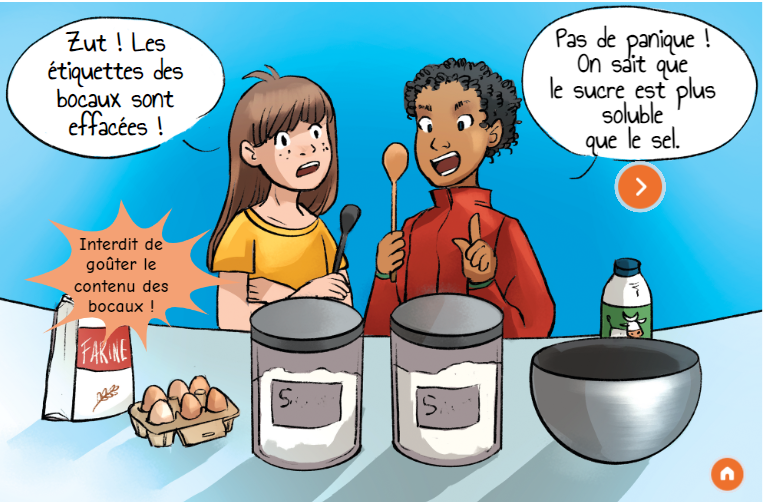 Zut ! Les
étiquettes des
bocaux sont
effacées !
Pas de panique !
On sait que
le sucre est plus
soluble
que le sel.
Interdit de
goûter le
contenu des
bocaux !
FARINE
S
S